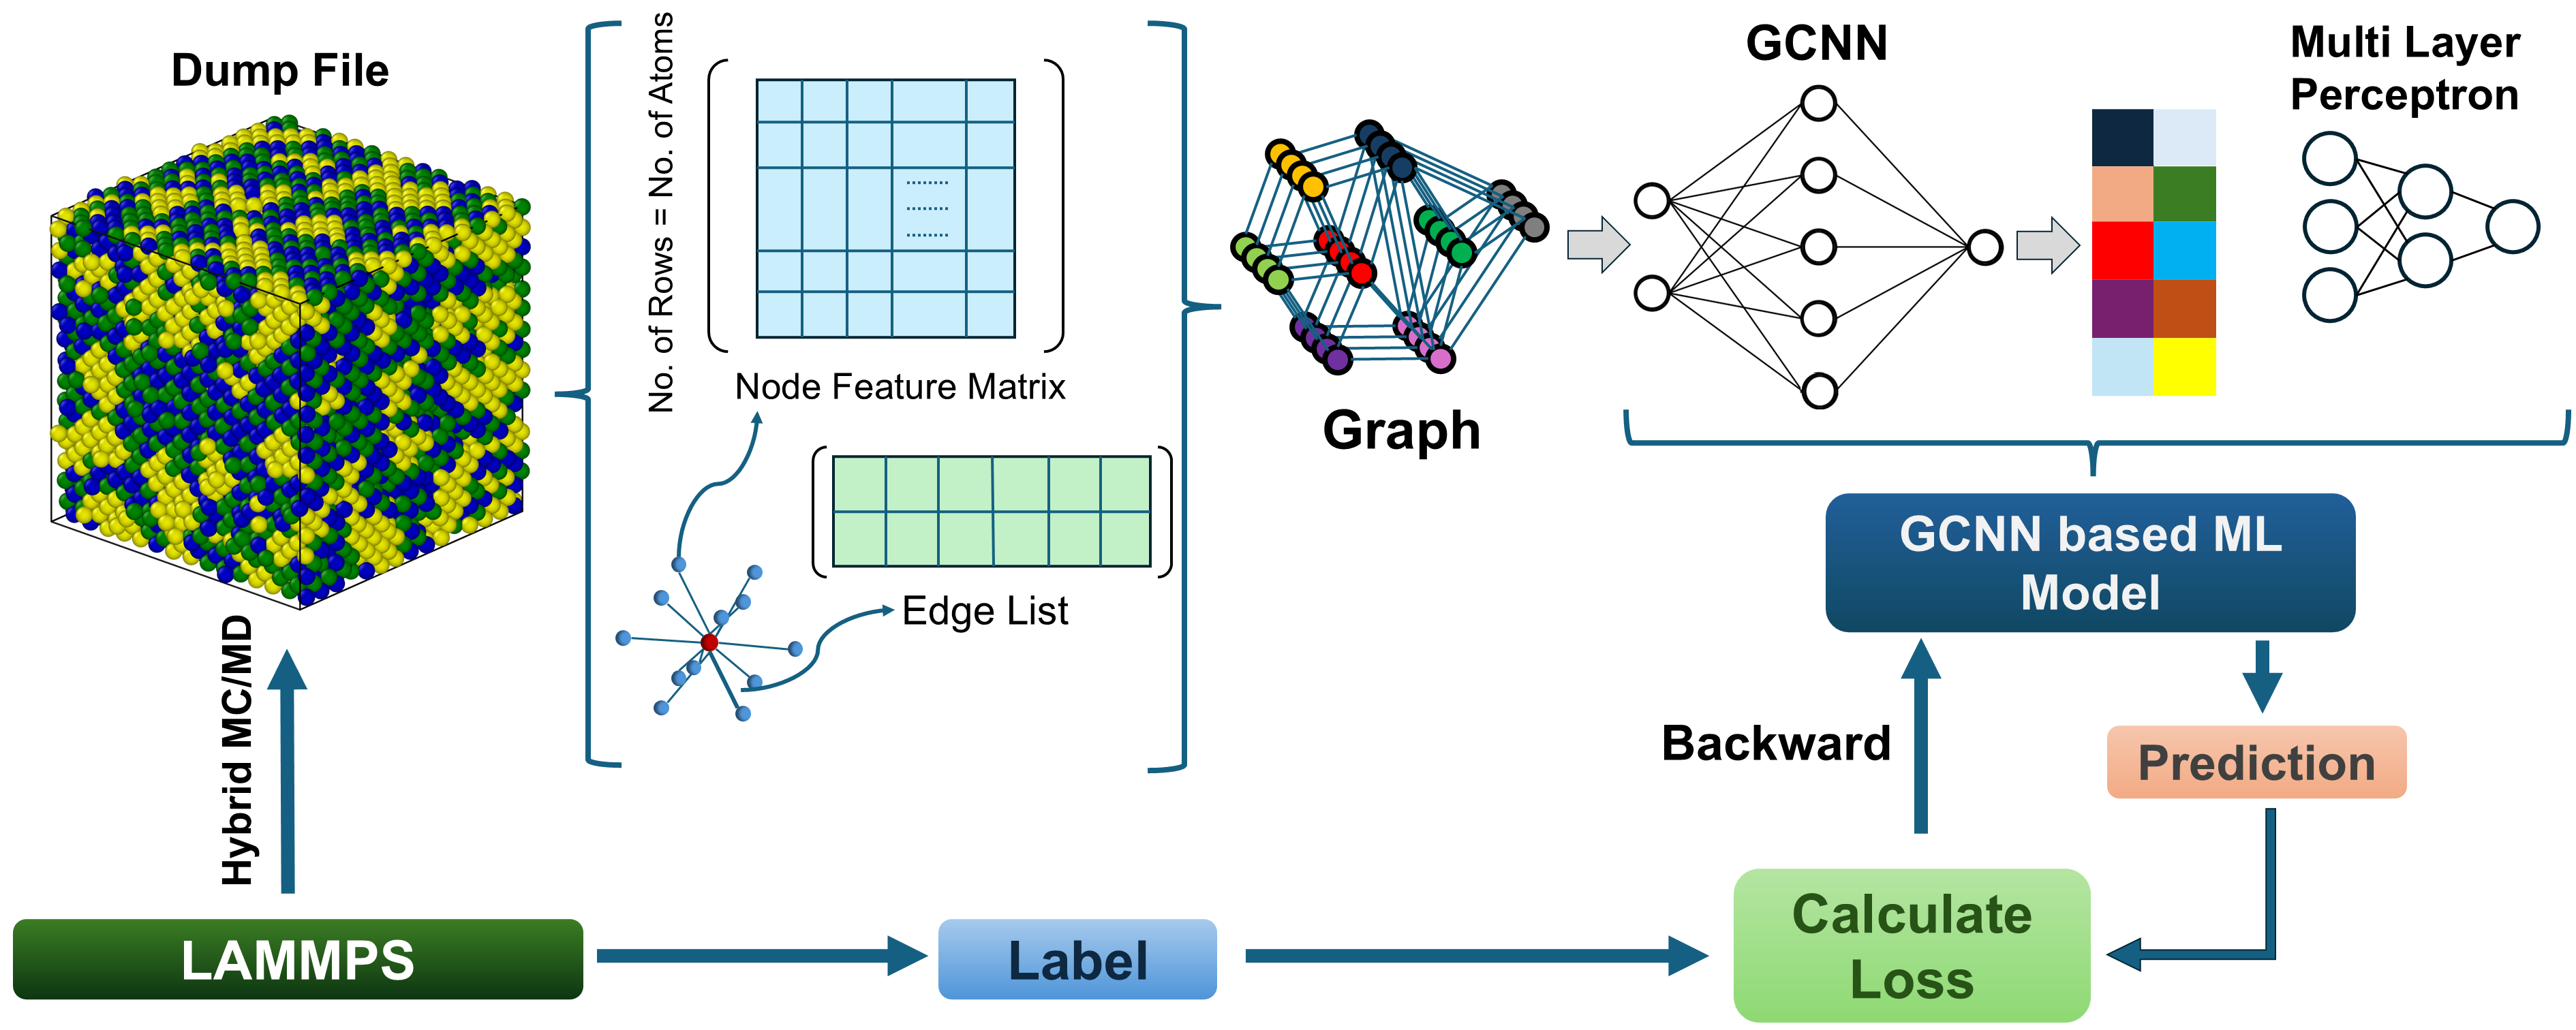 Dump File
No. of Rows = No. of Atoms
Node Feature Matrix
Edge List
Graph
GCNN
Multi Layer
Perceptron
GCNN based ML
Model
Hybrid MC/MD
Backward
Prediction
LAMMPS
Label
Calculate
Loss